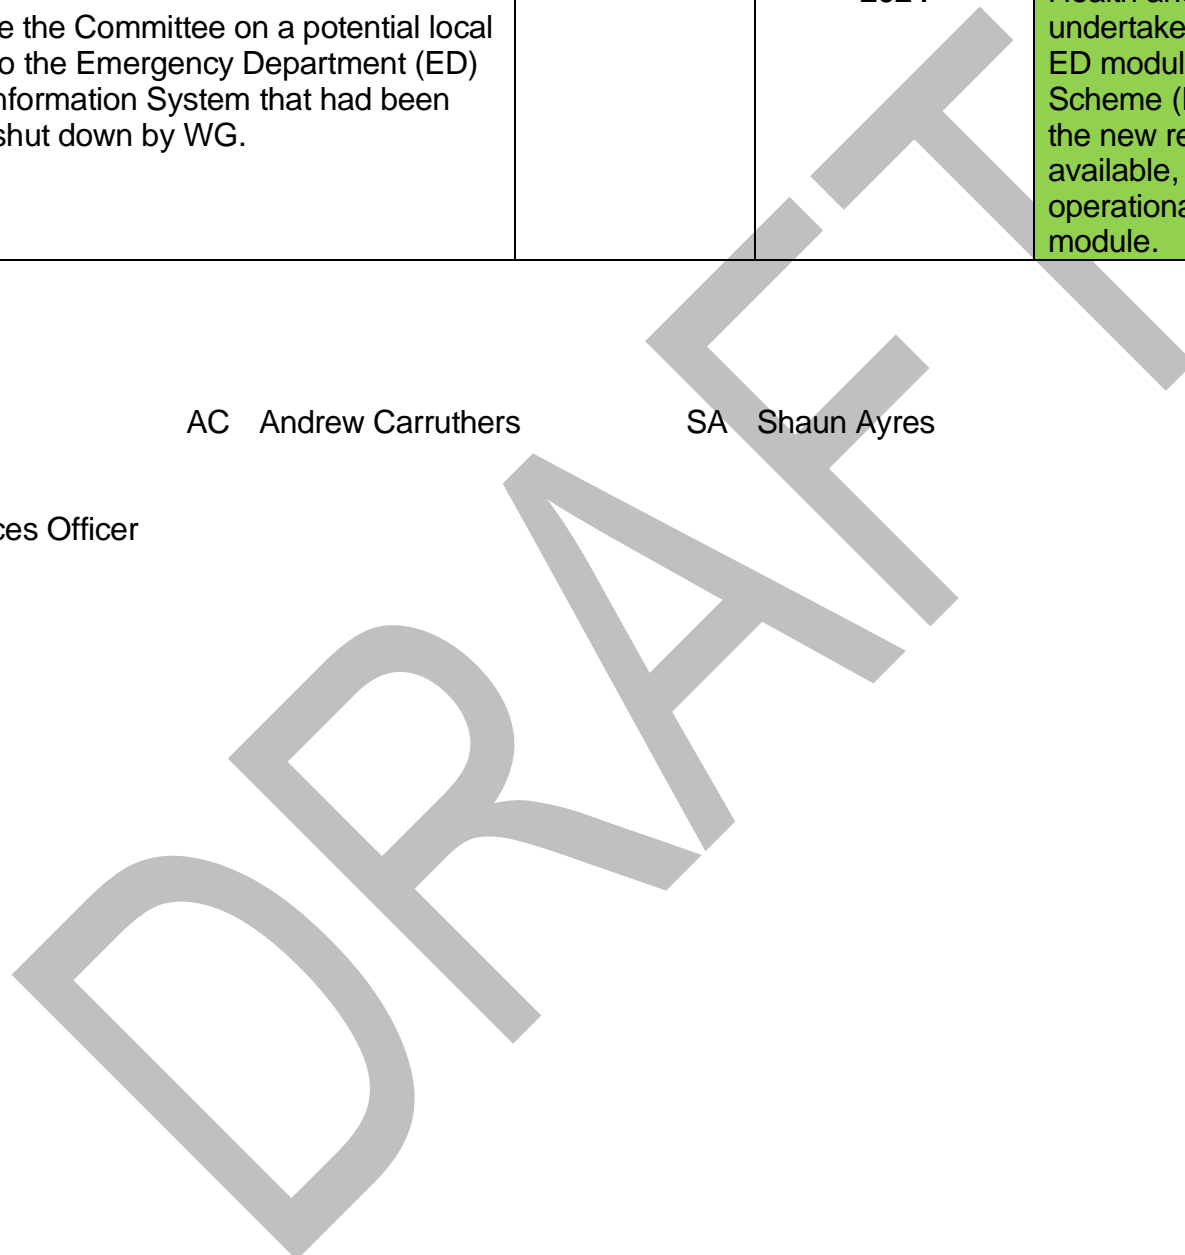 e the Committee on a potential local
o the Emergency Department (ED)
nformation System that had been
shut down by WG.
undertake
ED modul
Scheme (
the new re
available,
operationa
module.
AC Andrew Carruthers SA Shaun Ayres
ces Officer
DRAFT